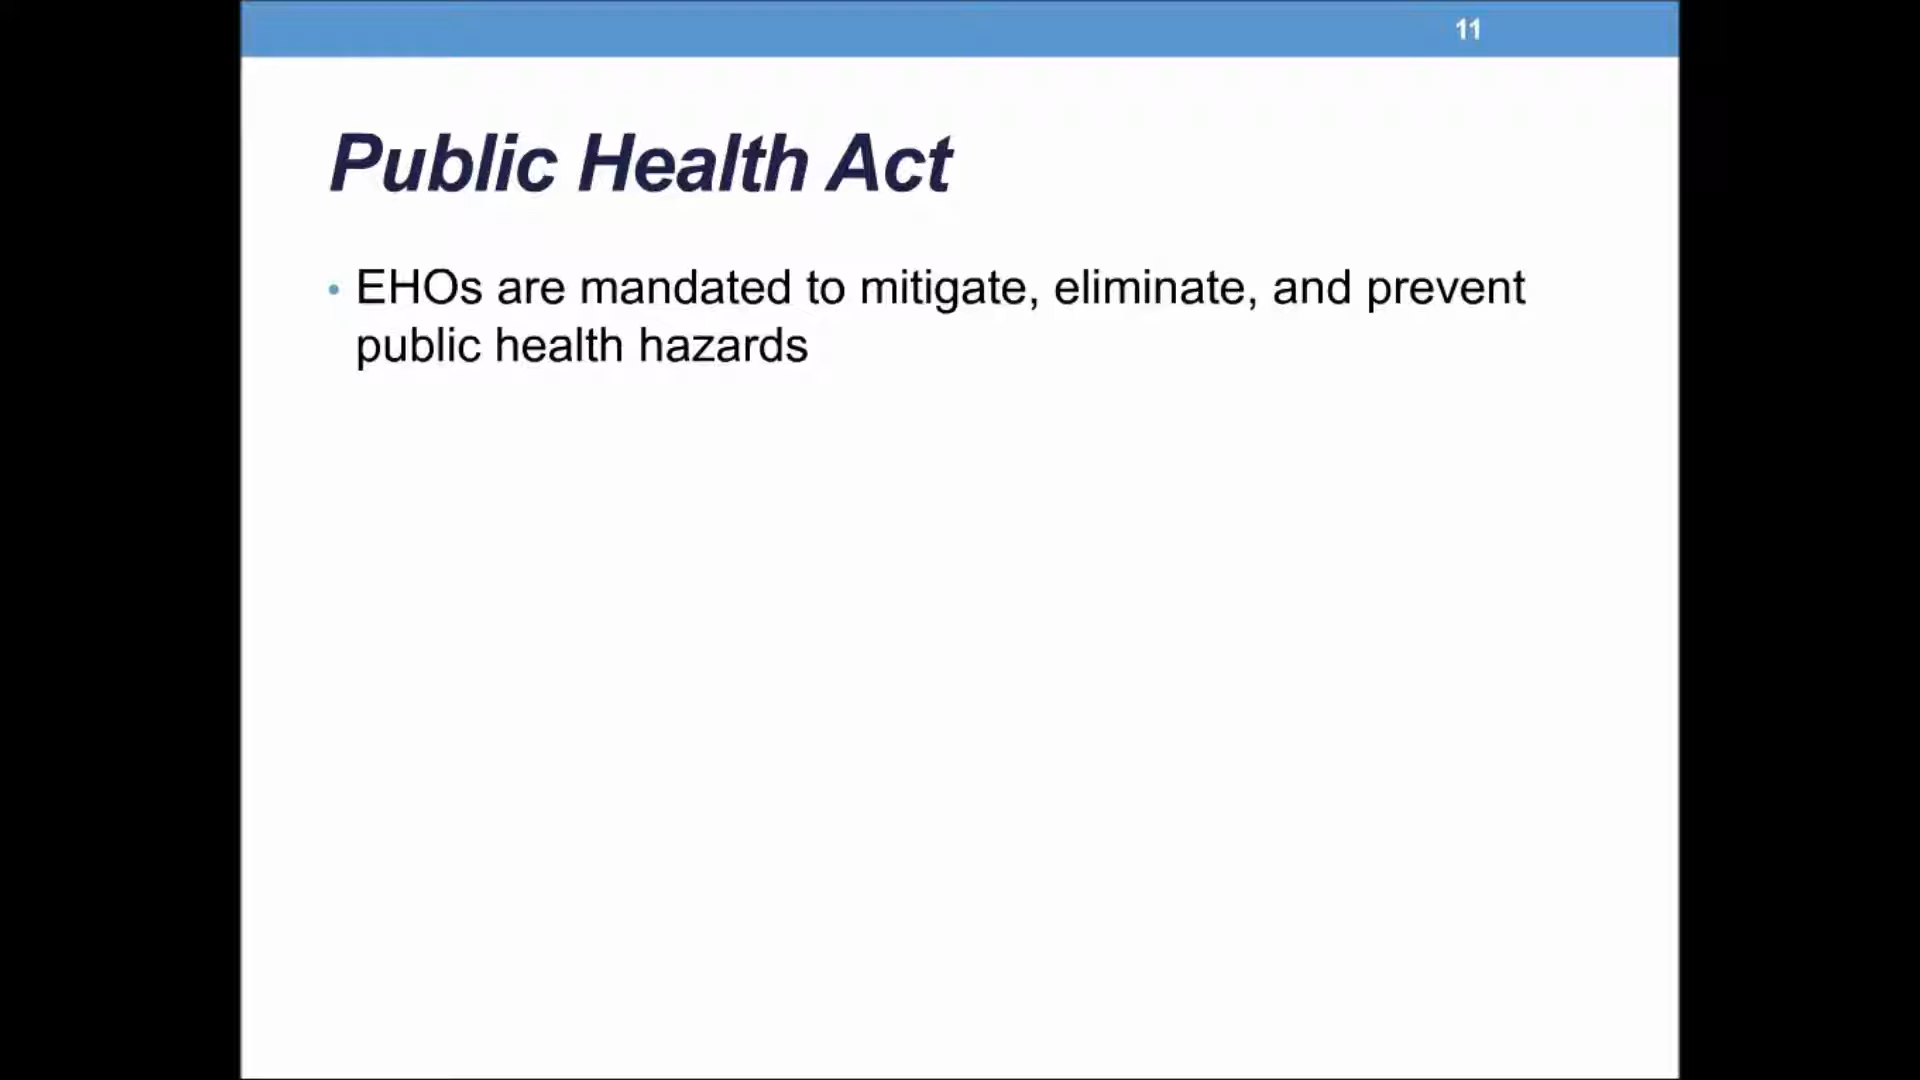 11
Public Health Act
• EHOs are mandated to mitigate, eliminate, and prevent
public health hazards